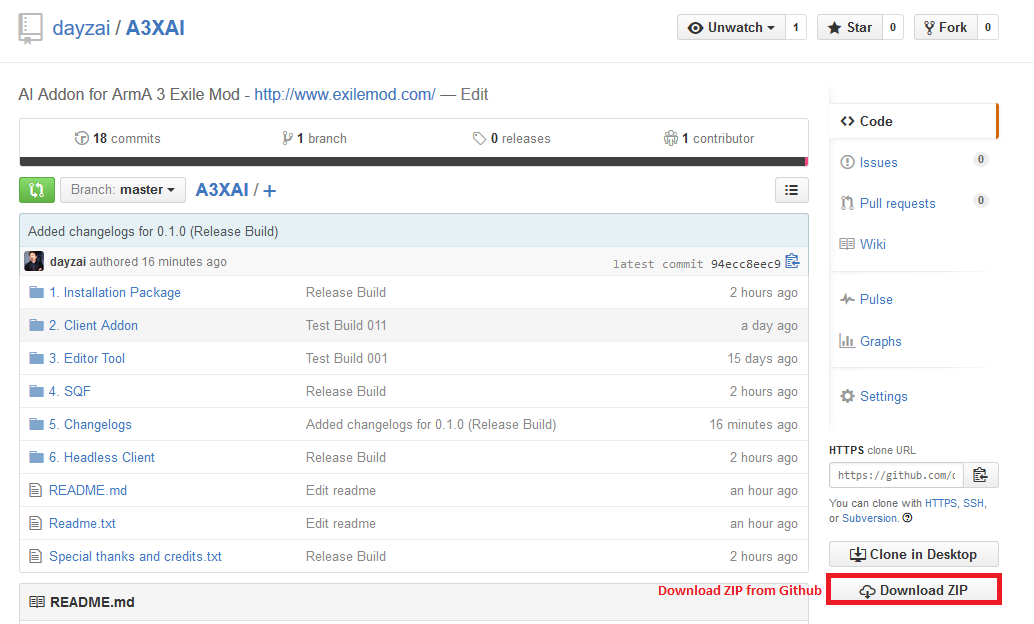 dayzai / A3XAI
Unwatch 1 Star 0 Fork 0
AI Addon for ArmA 3 Exile Mod - http://www.exilemod.com/ — Edit
18 commits 1 branch 0 releases 1 contributor
Branch: master A3XAI / +
Added changelogs for 0.1.0 (Release Build)
dayzai authored 16 minutes ago latest commit 94ecc8eec9
1. Installation Package Release Build 2 hours ago
2. Client Addon Test Build 011 a day ago
3. Editor Tool Test Build 001 15 days ago
4. SQF Release Build 2 hours ago
5. Changelogs Added changelogs for 0.1.0 (Release Build) 16 minutes ago
6. Headless Client Release Build 2 hours ago
README.md Edit readme an hour ago
Readme.txt Edit readme an hour ago
Special thanks and credits.txt Release Build 2 hours ago
README.md
Code
Issues 0
Pull requests 0
Wiki
Pulse
Graphs
Settings
HTTPS clone URL
https://github.com/
You can clone with HTTPS, SSH,
or Subversion.
Clone in Desktop
Download ZIP from Github
Download ZIP